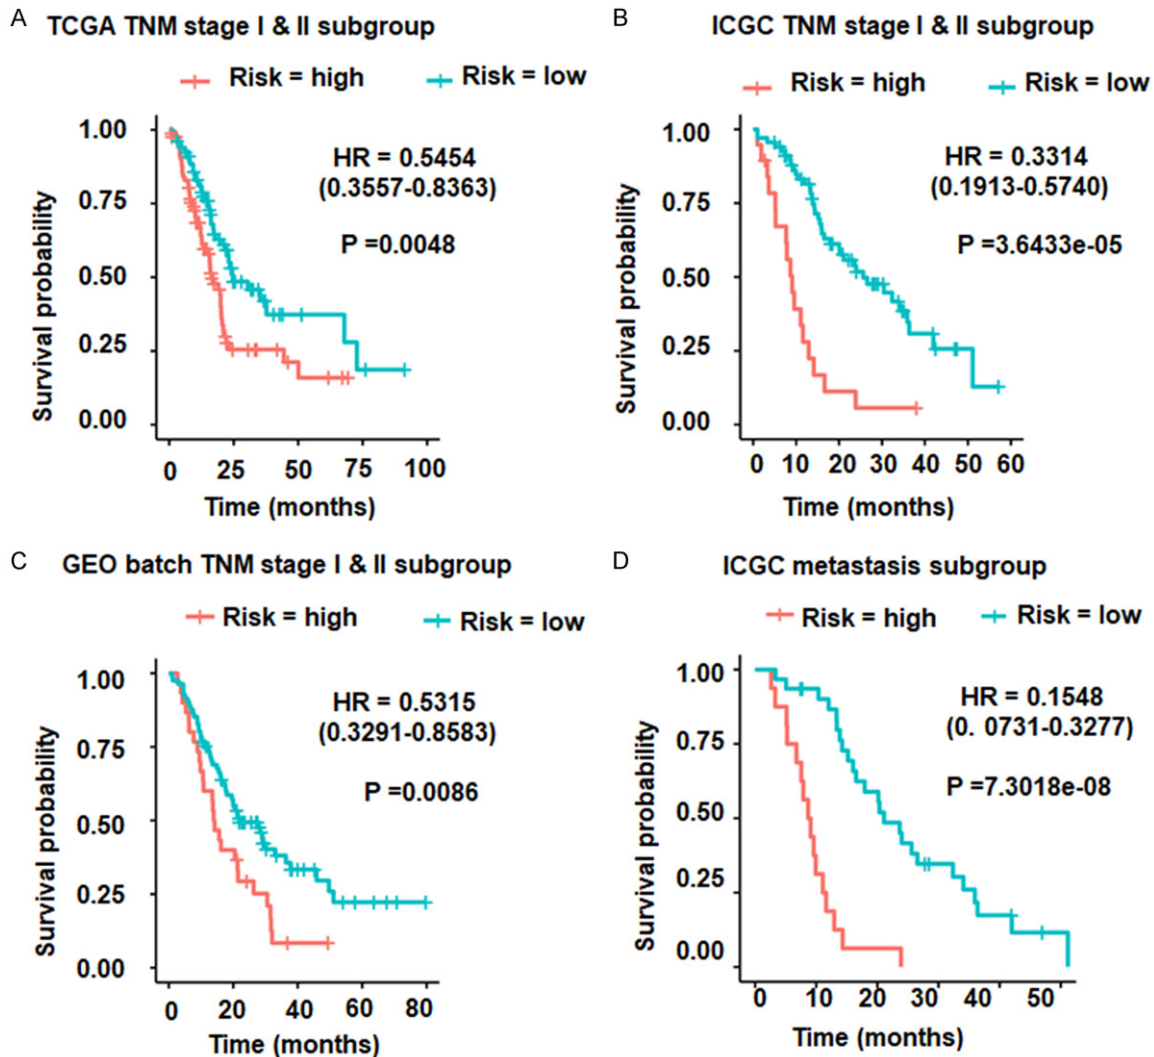 A
TCGA TNM stage I & II subgroup
Risk = high
Risk = low
HR = 0.5454
(0.3557-0.8363)
P =0.0048
Survival probability
1.00
0.75
0.50
0.25
0.00
0 25 50 75 100
Time (months)
B
ICGC TNM stage I & II subgroup
Risk = high
Risk = low
HR = 0.3314
(0.1913-0.5740)
P =3.6433e-05
Survival probability
1.00
0.75
0.50
0.25
0.00
0 10 20 30 40 50 60
Time (months)
C
GEO batch TNM stage I & II subgroup
Risk = high
Risk = low
HR = 0.5315
(0.3291-0.8583)
P =0.0086
Survival probability
1.00
0.75
0.50
0.25
0.00
0 20 40 60 80
Time (months)
D
ICGC metastasis subgroup
Risk = high
Risk = low
HR = 0.1548
(0. 0731-0.3277)
P =7.3018e-08
Survival probability
1.00
0.75
0.50
0.25
0.00
0 10 20 30 40 50
Time (months)